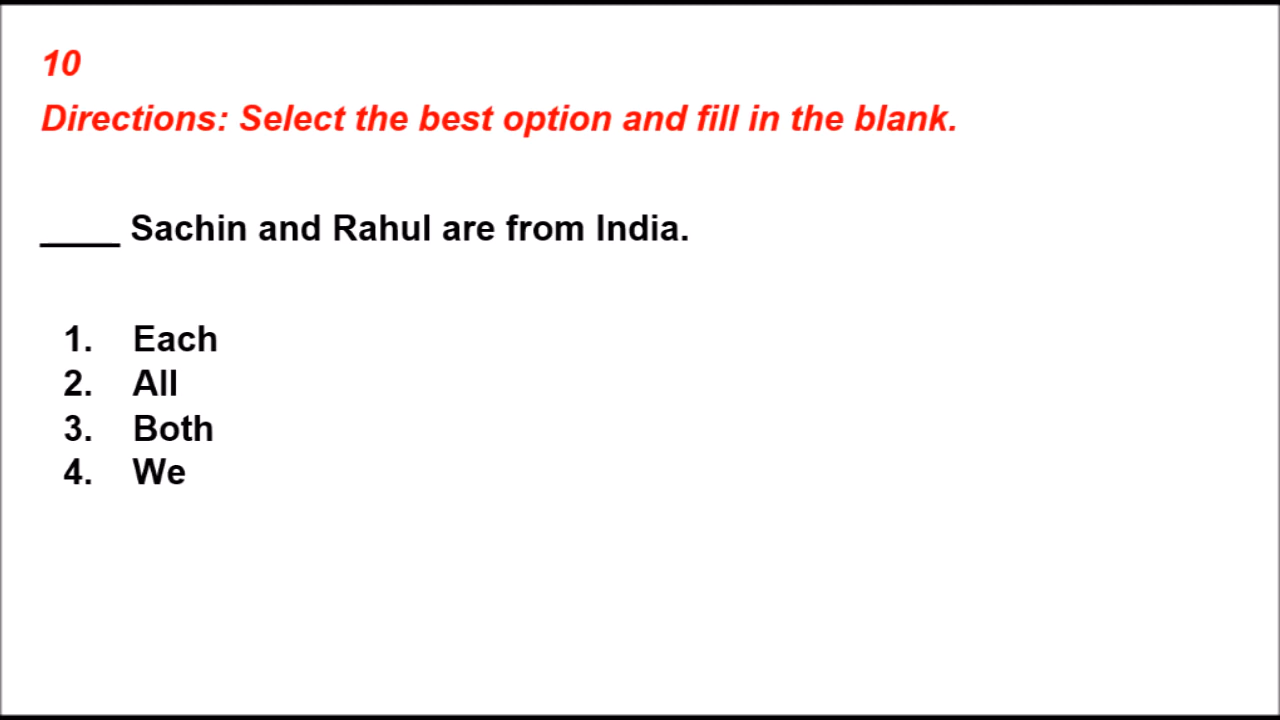 10
Directions: Select the best option and fill in the blank.
____ Sachin and Rahul are from India.
1. Each
2. All
3. Both
4. We